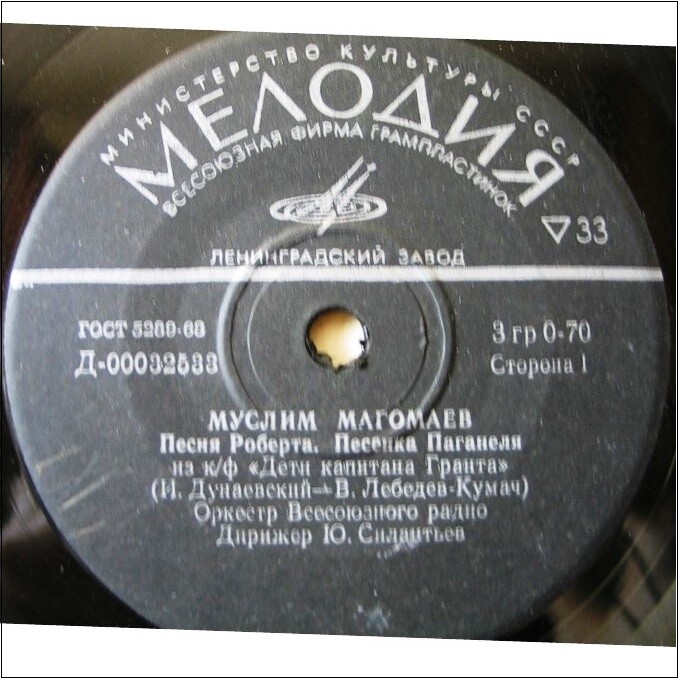 МИНИСТЕРСТВО КУЛЬТУРЫ СССР
МЕЛОДИЯ
ВСЕСОЮЗНАЯ ФИРМА ГРАМПЛАСТИНОК
▽ 33
ЛЕНИНГРАДСКИЙ ЗАВОД
ГОСТ 5289-68
3 гр 0-70
Д-00032533
Сторона 1
МУСЛИМ МАГОМАЕВ
Песня Роберта. Песенка Паганеля
из к/ф «Дети капитана Гранта»
(И. Дунаевский—В. Лебедев-Кумач)
Оркестр Всесоюзного радио
Дирижер Ю. Силантьев